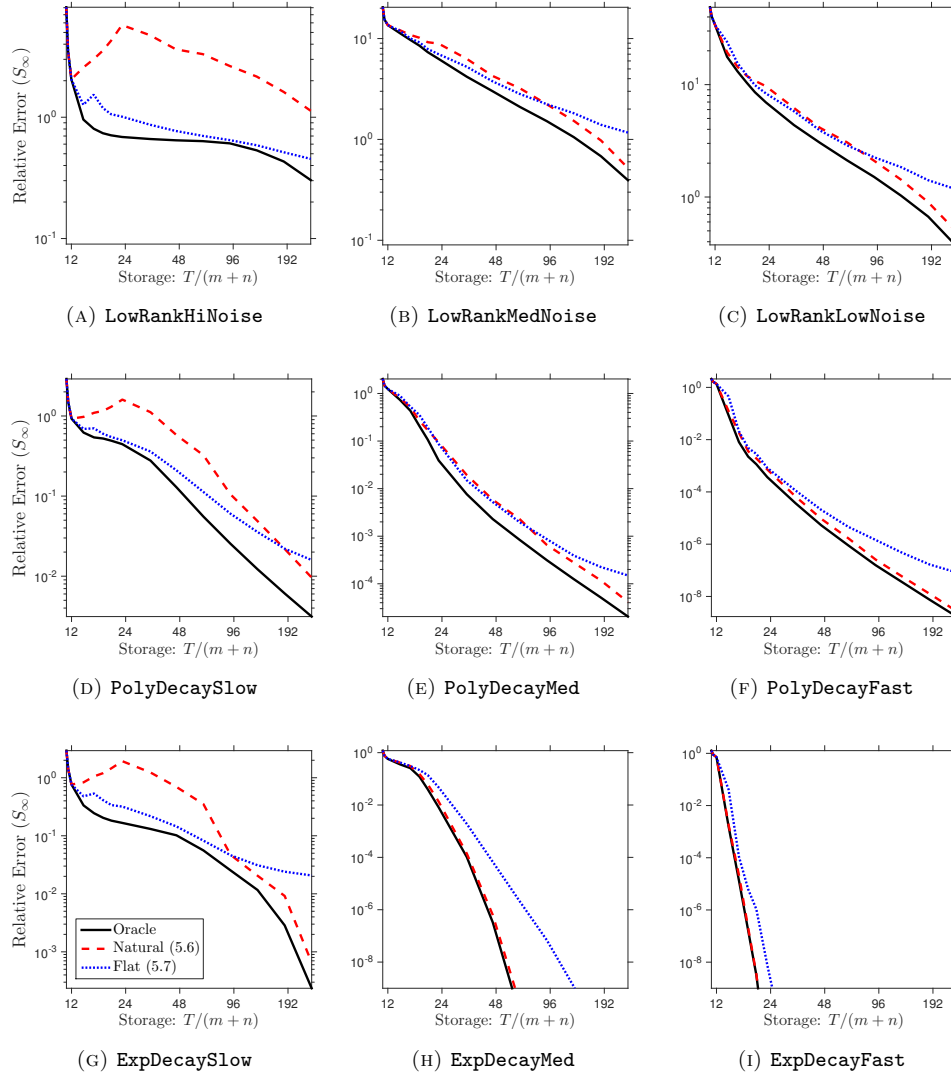 Relative Error (S∞)
10^0
10^-1
12 24 48 96 192
Storage: T/(m + n)
(A) LowRankHiNoise
10^1
10^0
10^-1
12 24 48 96 192
Storage: T/(m + n)
(B) LowRankMedNoise
10^1
10^0
12 24 48 96 192
Storage: T/(m + n)
(C) LowRankLowNoise
Relative Error (S∞)
10^0
10^-1
10^-2
12 24 48 96 192
Storage: T/(m + n)
(D) PolyDecaySlow
10^0
10^-1
10^-2
10^-3
10^-4
12 24 48 96 192
Storage: T/(m + n)
(E) PolyDecayMed
10^0
10^-2
10^-4
10^-6
10^-8
12 24 48 96 192
Storage: T/(m + n)
(F) PolyDecayFast
Relative Error (S∞)
10^0
10^-1
10^-2
10^-3
Oracle
Natural (5.6)
Flat (5.7)
12 24 48 96 192
Storage: T/(m + n)
(G) ExpDecaySlow
10^0
10^-2
10^-4
10^-6
10^-8
12 24 48 96 192
Storage: T/(m + n)
(H) ExpDecayMed
10^0
10^-2
10^-4
10^-6
10^-8
12 24 48 96 192
Storage: T/(m + n)
(I) ExpDecayFast